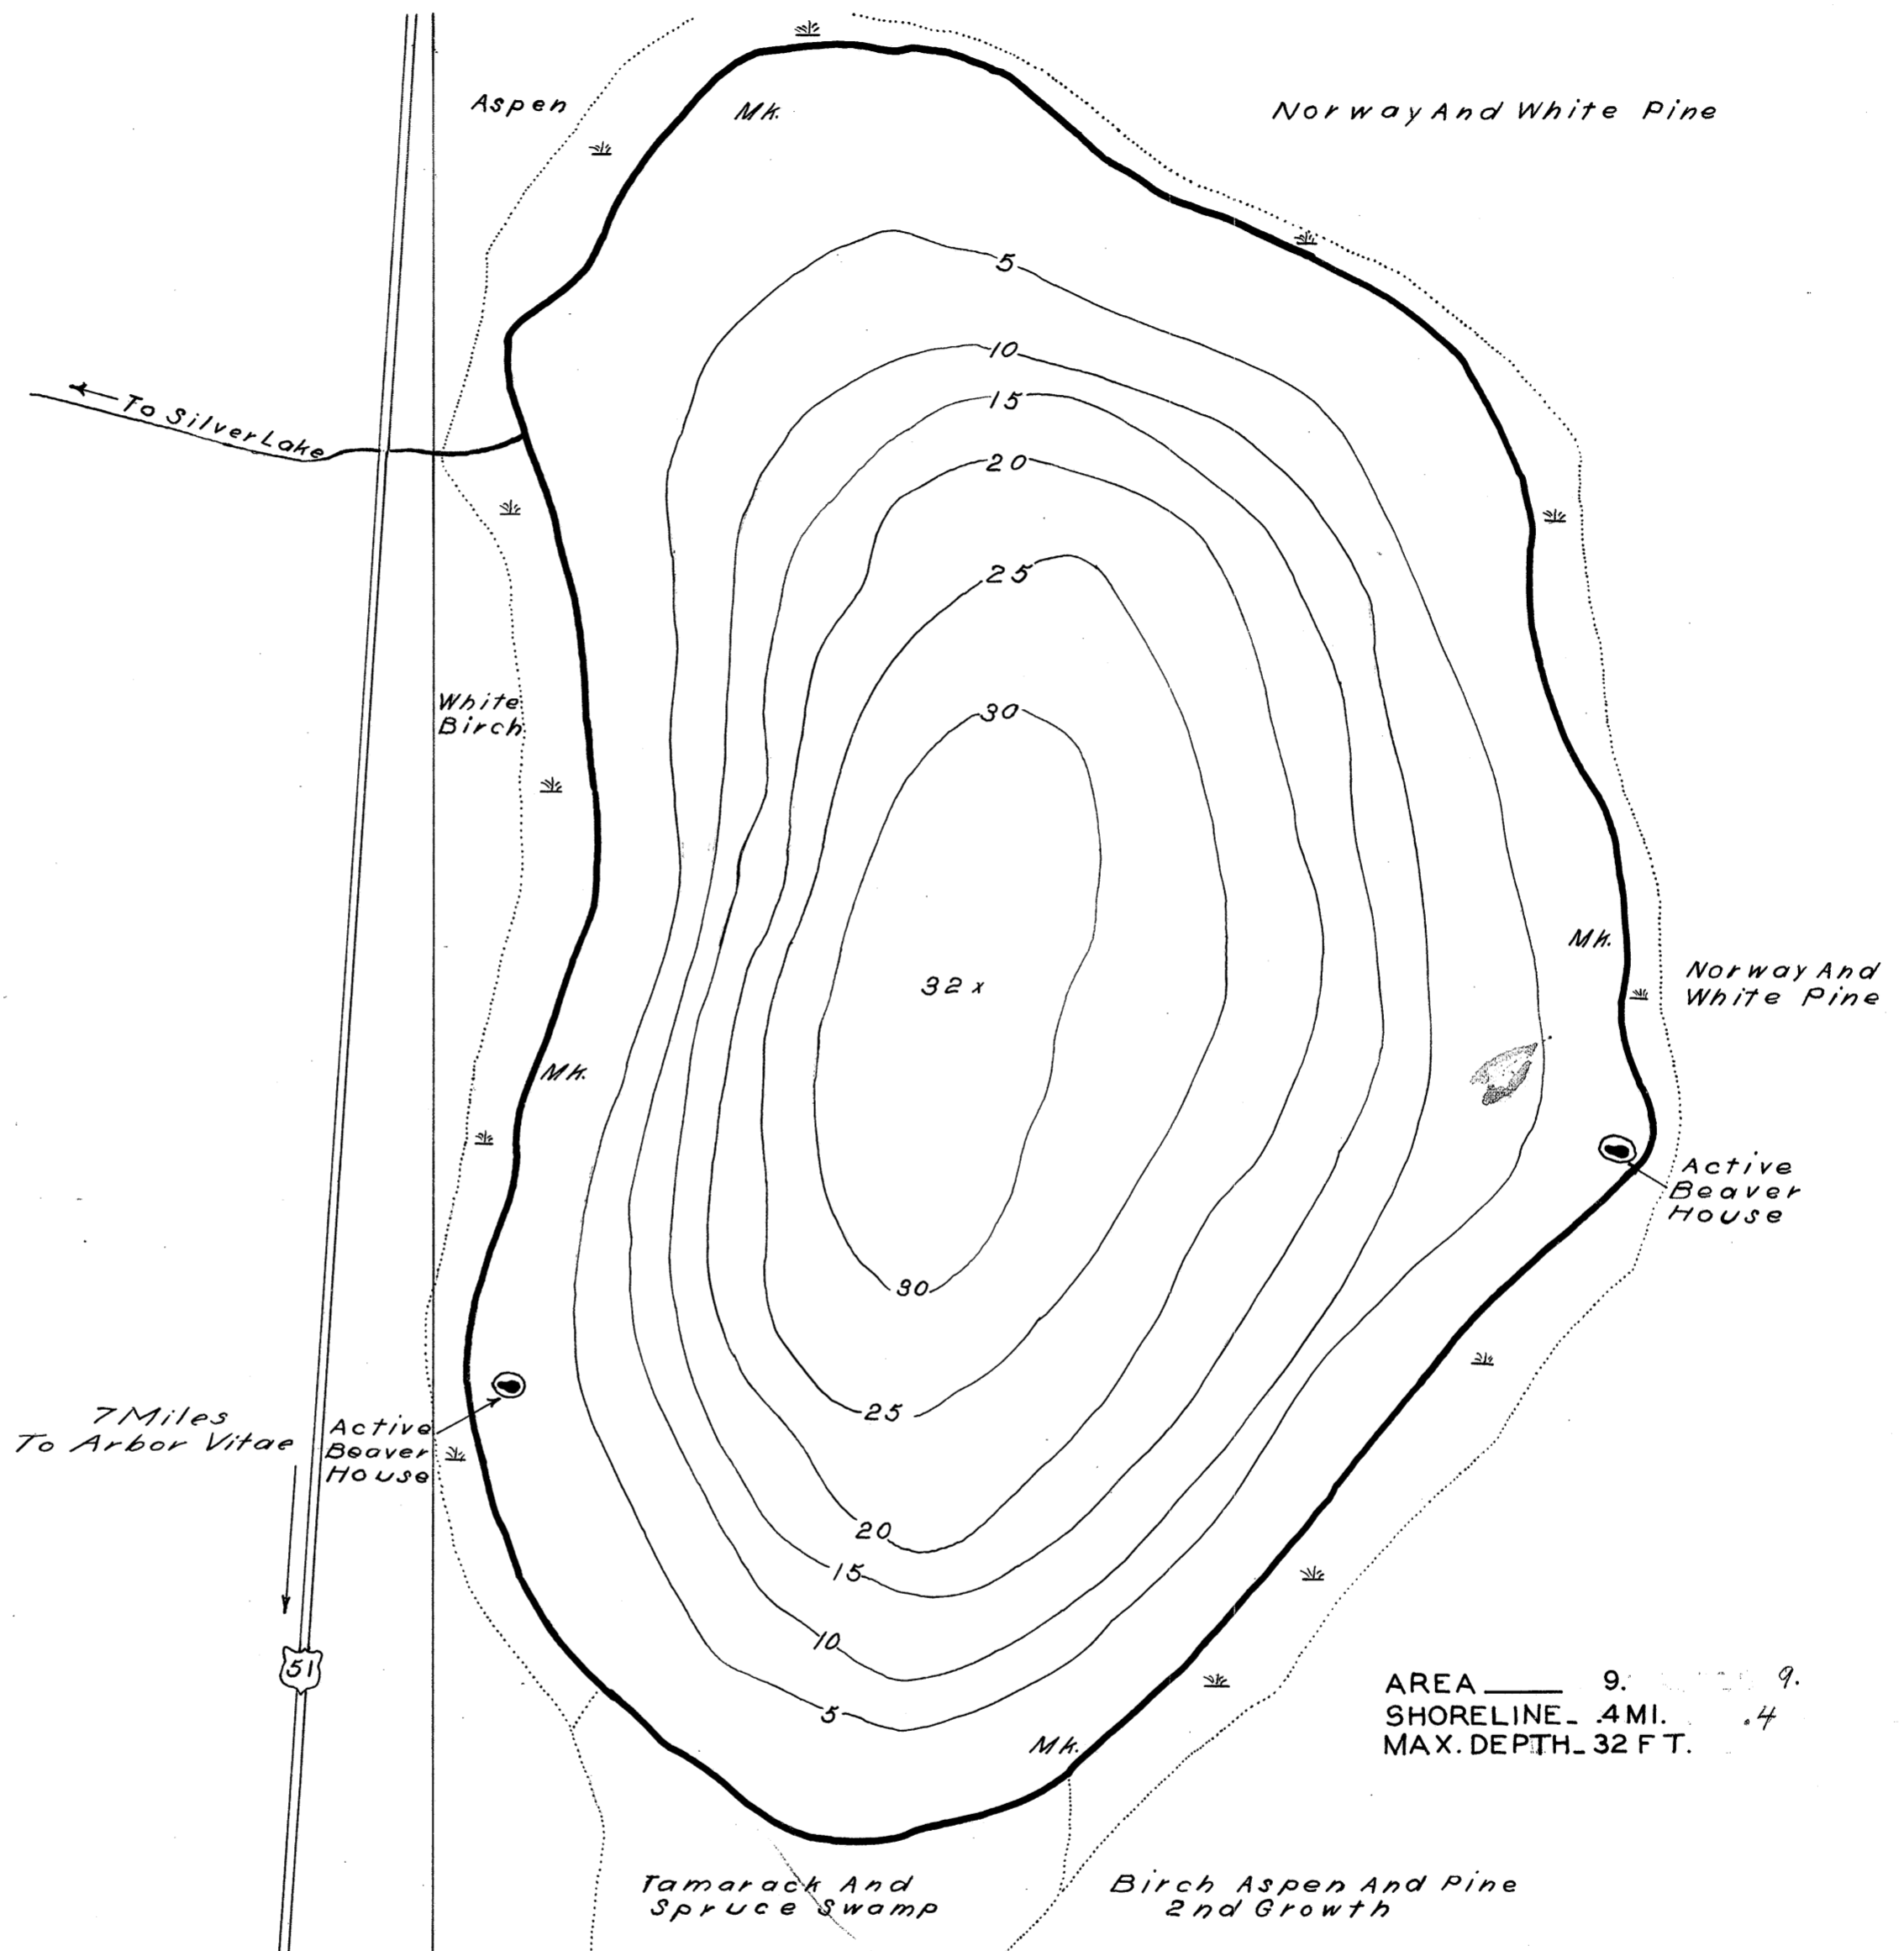 Aspen
Mk.
Norway And White Pine
5
10
15
20
25
30
To Silver Lake
White
Birch
32 x
Mk.
Norway And
White Pine
Mk.
Active
Beaver
House
30
7 Miles
To Arbor Vitae
Active
Beaver
House
25
20
15
10
5
51
Mk.
AREA 9. 9.
SHORELINE .4 MI. .4
MAX. DEPTH 32 FT.
Tamarack And
Spruce Swamp
Birch Aspen And Pine
2nd Growth